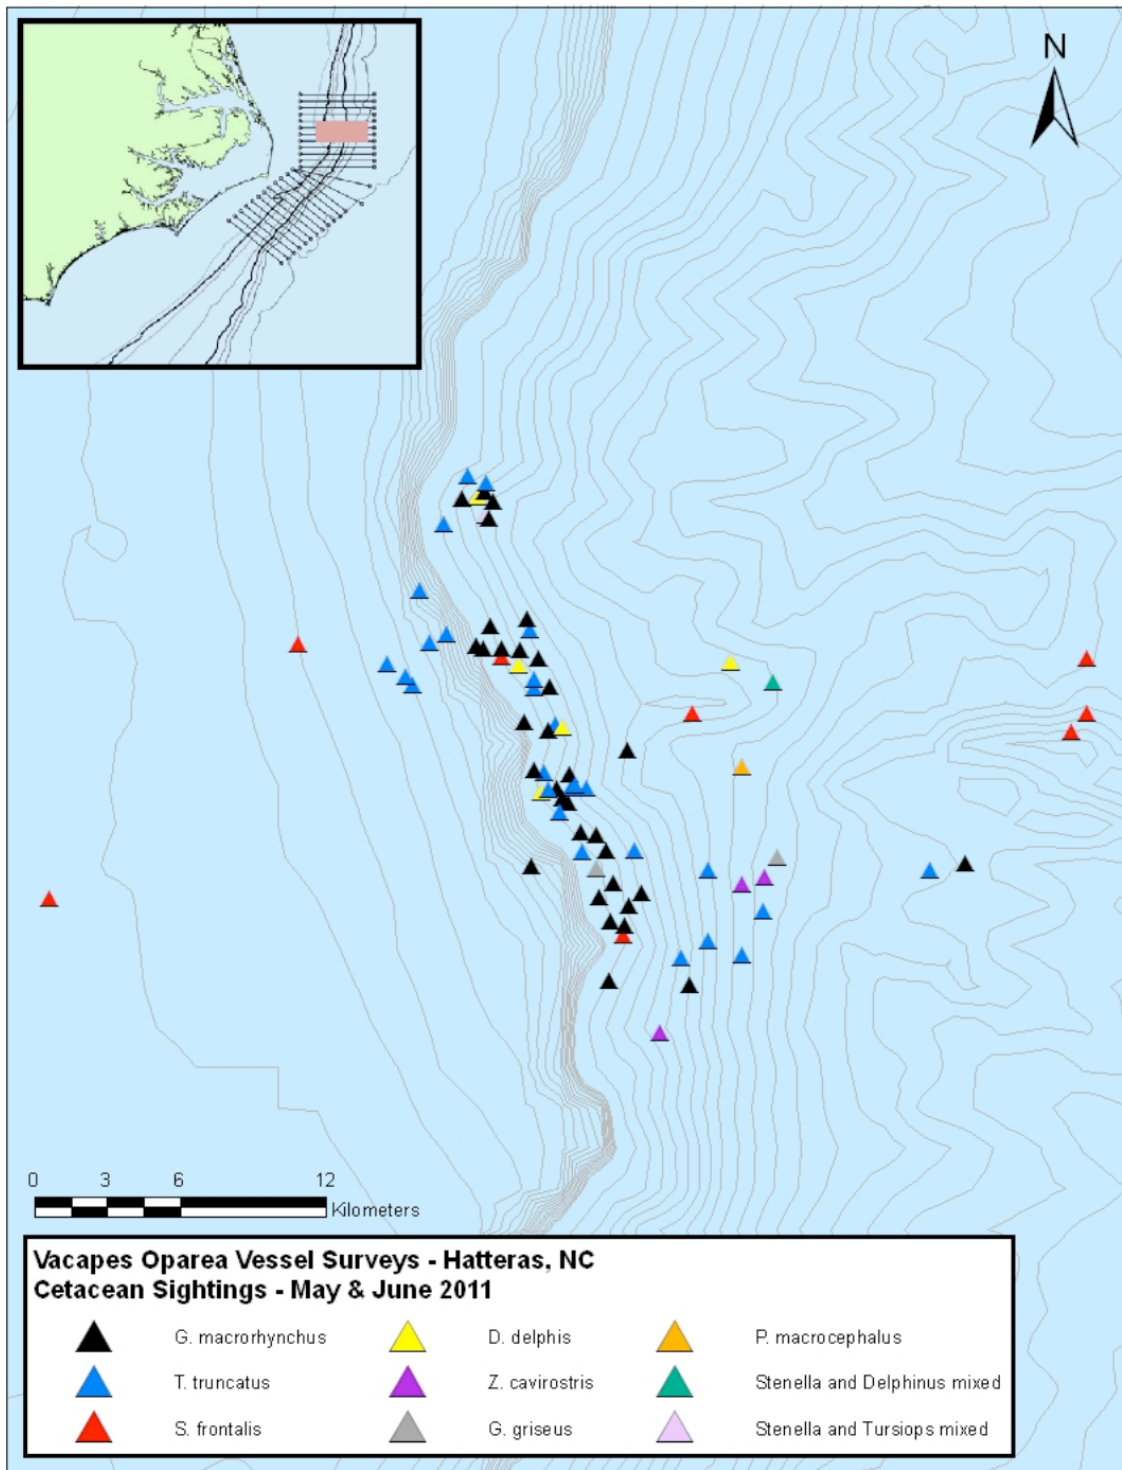 N
0 3 6 12
Kilometers
Vacapes Oparea Vessel Surveys - Hatteras, NC
Cetacean Sightings - May & June 2011
G. macrorhynchus D. delphis P. macrocephalus
T. truncatus Z. cavirostris Stenella and Delphinus mixed
S. frontalis G. griseus Stenella and Tursiops mixed